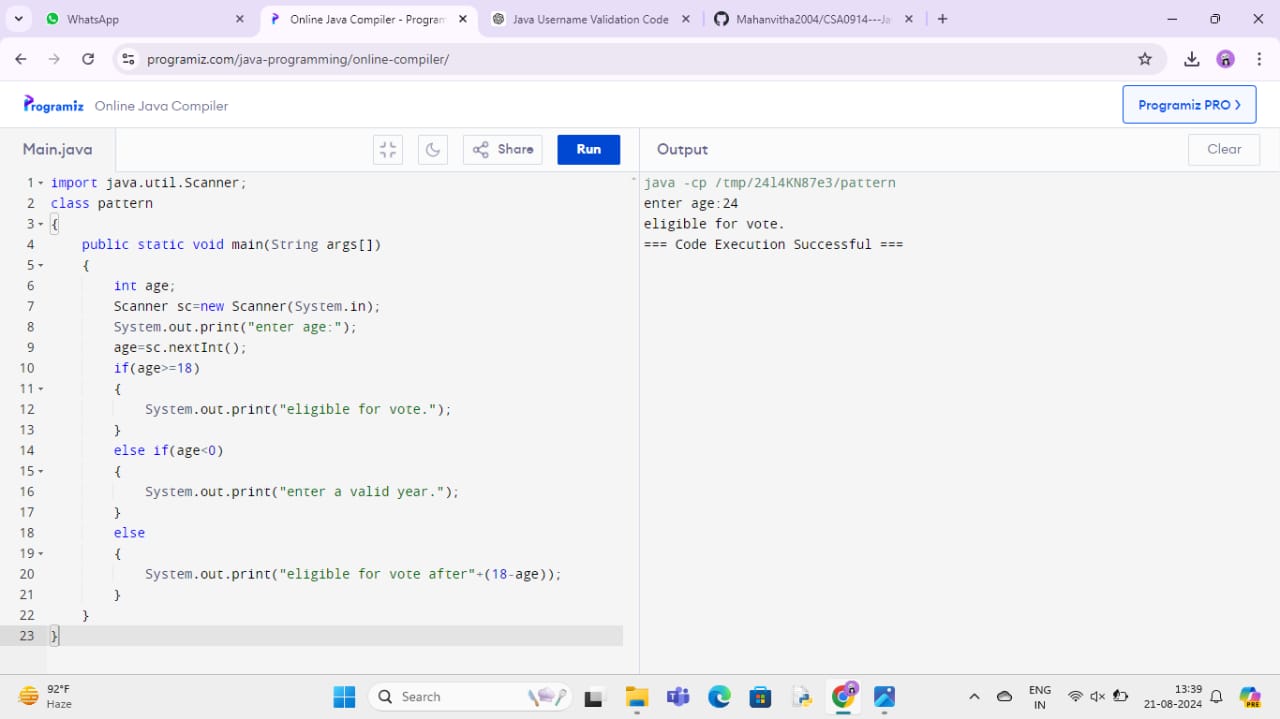 WhatsApp
Online Java Compiler - Program
Java Username Validation Code
Mahanvitha2004/CSA0914---Ja
programiz.com/java-programming/online-compiler/
Programiz Online Java Compiler
Programiz PRO >
Main.java
Share
Run
Output
Clear
1 import java.util.Scanner;
2 class pattern
3 {
4 public static void main(String args[])
5 {
6 int age;
7 Scanner sc=new Scanner(System.in);
8 System.out.print("enter age:");
9 age=sc.nextInt();
10 if(age>=18)
11 {
12 System.out.print("eligible for vote.");
13 }
14 else if(age<0)
15 {
16 System.out.print("enter a valid year.");
17 }
18 else
19 {
20 System.out.print("eligible for vote after"+(18-age));
21 }
22 }
23 }
java -cp /tmp/24l4KN87e3/pattern
enter age:24
eligible for vote.
=== Code Execution Successful ===
92°F
Haze
Search
ENG
IN
13:39
21-08-2024
PRE